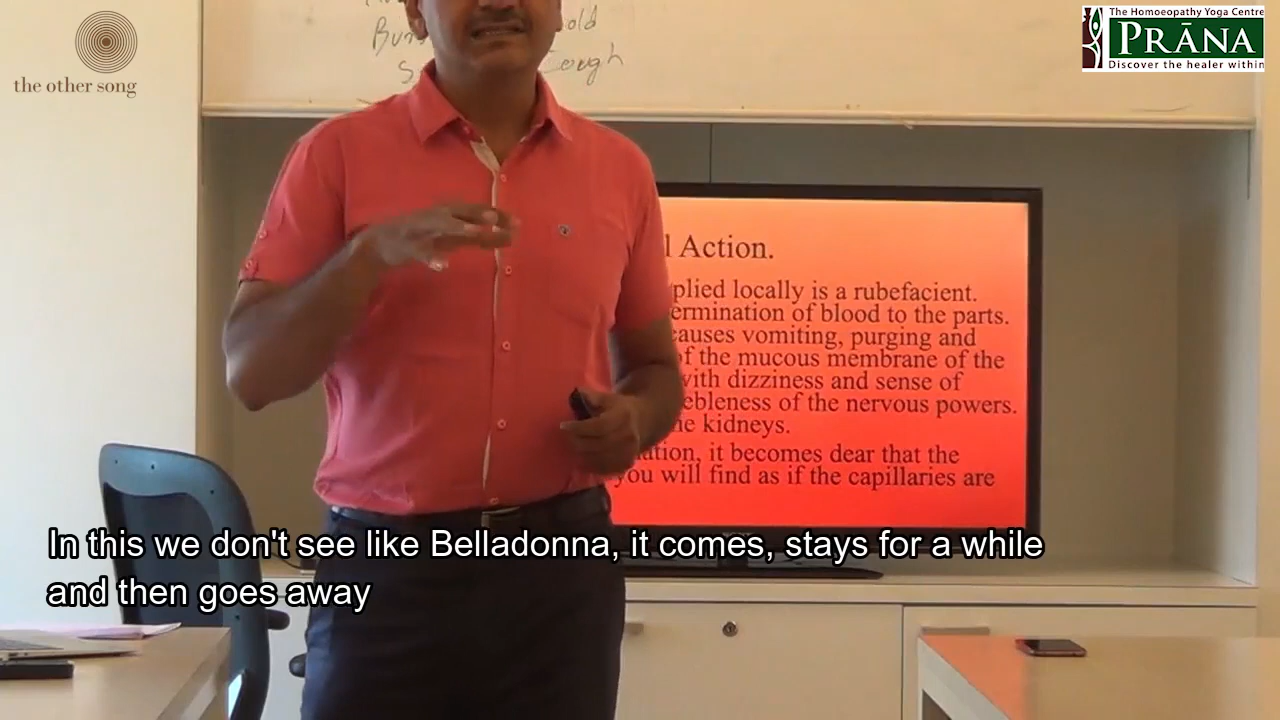 the other song
The Homoeopathy Yoga Centre
PRĀNA
Discover the healer within
Cough
l Action.
plied locally is a rubefacient.
ermination of blood to the parts.
causes vomiting, purging and
of the mucous membrane of the
with dizziness and sense of
ebleness of the nervous powers.
he kidneys.
ation, it becomes dear that the
you will find as if the capillaries are
In this we don't see like Belladonna, it comes, stays for a while
and then goes away